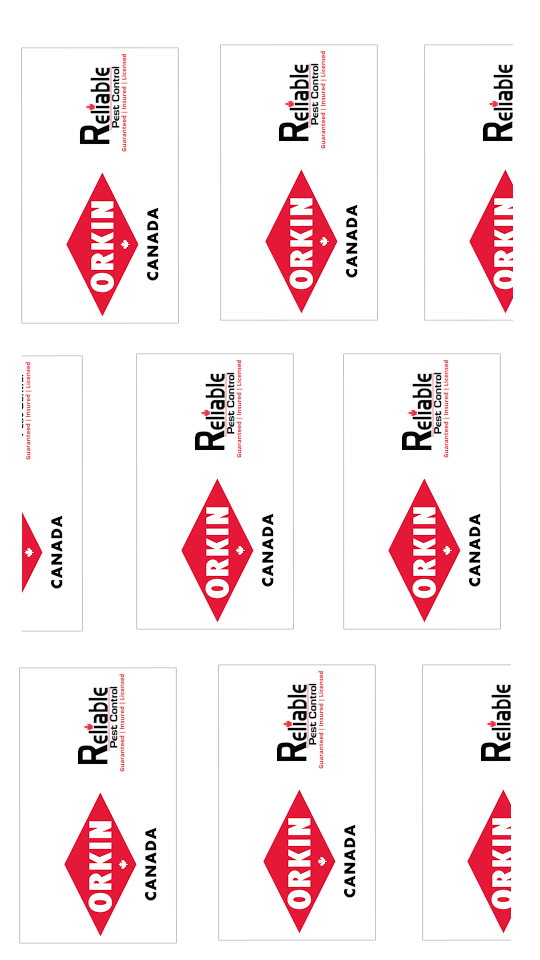 ORKIN
CANADA
Reliable
Pest Control
Guaranteed | Insured | Licensed
ORKIN
CANADA
Reliable
Pest Control
Guaranteed | Insured | Licensed
ORKIN
Reliable
CANADA
Guaranteed | Insured | Licensed
ORKIN
CANADA
Reliable
Pest Control
Guaranteed | Insured | Licensed
ORKIN
CANADA
Reliable
Pest Control
Guaranteed | Insured | Licensed
ORKIN
CANADA
Reliable
Pest Control
Guaranteed | Insured | Licensed
ORKIN
CANADA
Reliable
Pest Control
Guaranteed | Insured | Licensed
ORKIN
Reliable